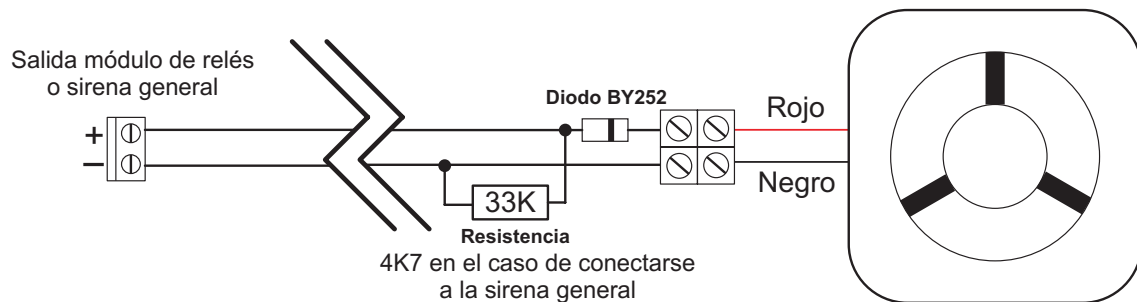 Salida módulo de relés
o sirena general
+
−
Diodo BY252
Rojo
Negro
33K
Resistencia
4K7 en el caso de conectarse
a la sirena general